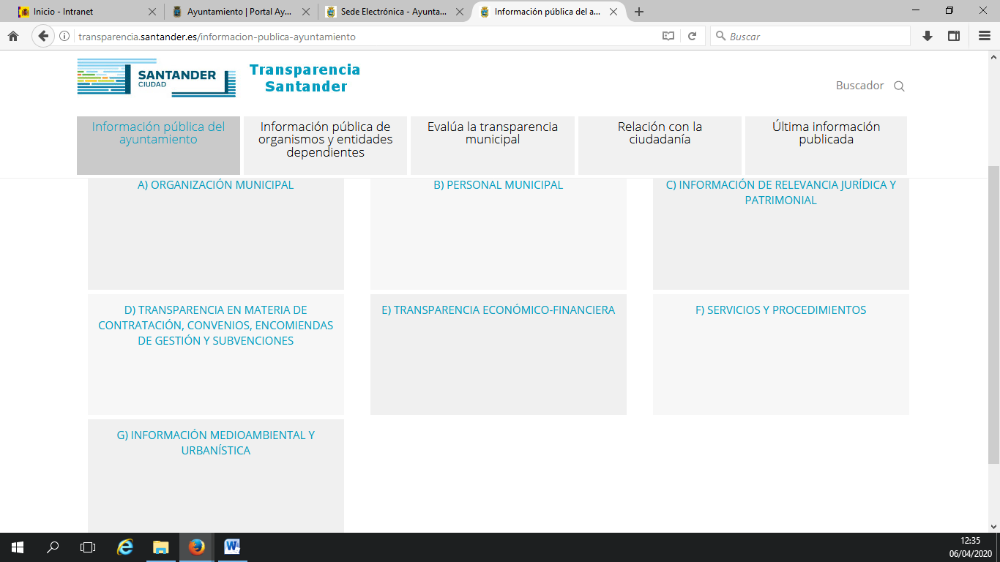 Inicio - Intranet
Ayuntamiento | Portal Ay...
Sede Electrónica - Ayunta...
Información pública del a...
transparencia.santander.es/informacion-publica-ayuntamiento
Buscar
SANTANDER
CIUDAD
Transparencia
Santander
Buscador
Información pública del
ayuntamiento
Información pública de
organismos y entidades
dependientes
Evalúa la transparencia
municipal
Relación con la
ciudadanía
Última información
publicada
A) ORGANIZACIÓN MUNICIPAL
B) PERSONAL MUNICIPAL
C) INFORMACIÓN DE RELEVANCIA JURÍDICA Y
PATRIMONIAL
D) TRANSPARENCIA EN MATERIA DE
CONTRATACIÓN, CONVENIOS, ENCOMIENDAS
DE GESTIÓN Y SUBVENCIONES
E) TRANSPARENCIA ECONÓMICO-FINANCIERA
F) SERVICIOS Y PROCEDIMIENTOS
G) INFORMACIÓN MEDIOAMBIENTAL Y
URBANÍSTICA
12:35
06/04/2020